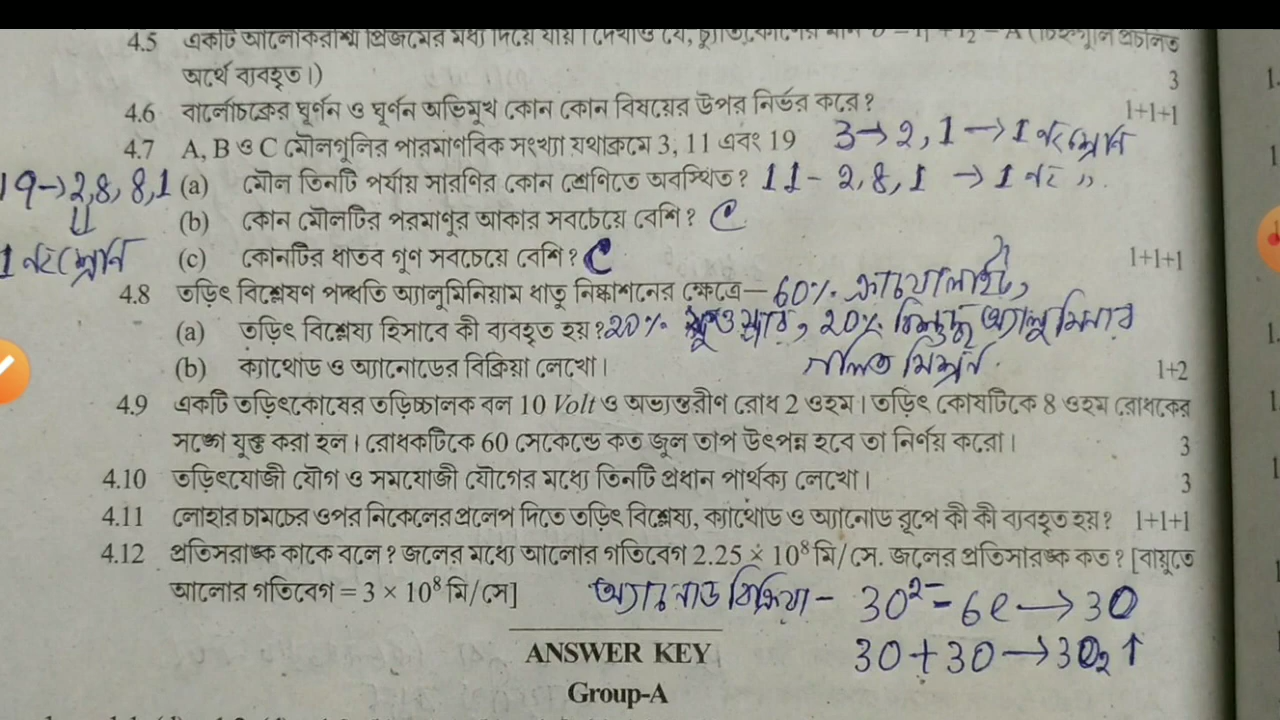 4.5 একটি আলোকরশ্মি প্রিজমের মধ্য দিয়ে যায়। দেখাও যে,
অর্থে ব্যবহৃত।) 3
4.6 বার্লোচক্রের ঘূর্ণন ও ঘূর্ণন অভিমুখ কোন কোন বিষয়ের উপর নির্ভর করে? 1+1+1
4.7 A, B ও C মৌলগুলির পারমাণবিক সংখ্যা যথাক্রমে 3, 11 এবং 19 3→2, 1 →1 নং শ্রেণি
19→2,8, 8,1 (a) মৌল তিনটি পর্যায় সারণির কোন শ্রেণিতে অবস্থিত? 11- 2,8,1 →1 নং ,,
(b) কোন মৌলটির পরমাণুর আকার সবচেয়ে বেশি? C
1 নং শ্রেণি (c) কোনটির ধাতব গুণ সবচেয়ে বেশি? C 1+1+1
4.8 তড়িৎ বিশ্লেষণ পদ্ধতি অ্যালুমিনিয়াম ধাতু নিষ্কাশনের ক্ষেত্রে— 60%. ক্রায়োলাইট,
(a) তড়িৎ বিশ্লেষ্য হিসাবে কী ব্যবহৃত হয়? 20%. 20%. বিশুদ্ধ অ্যালুমিনার
(b) ক্যাথোড ও অ্যানোডের বিক্রিয়া লেখো। গলিত মিশ্রন. 1+2
4.9 একটি তড়িৎকোষের তড়িচ্চালক বল 10 Volt ও অভ্যন্তরীণ রোধ 2 ওহম। তড়িৎ কোষটিকে 8 ওহম রোধকের
সঙ্গে যুক্ত করা হল। রোধকটিকে 60 সেকেন্ডে কত জুল তাপ উৎপন্ন হবে তা নির্ণয় করো। 3
4.10 তড়িৎযোজী যৌগ ও সমযোজী যৌগের মধ্যে তিনটি প্রধান পার্থক্য লেখো। 3
4.11 লোহার চামচের ওপর নিকেলের প্রলেপ দিতে তড়িৎ বিশ্লেষ্য, ক্যাথোড ও অ্যানোড রূপে কী কী ব্যবহৃত হয়? 1+1+1
4.12 প্রতিসরাঙ্ক কাকে বলে? জলের মধ্যে আলোর গতিবেগ 2.25 × 10⁸ মি/সে. জলের প্রতিসারঙ্ক কত? [বায়ুতে
আলোর গতিবেগ = 3 × 10⁸ মি/সে] অ্যানোড বিক্রিয়া – 3O²⁻ – 6e → 3O
ANSWER KEY 3O + 3O → 3O₂ ↑
Group-A